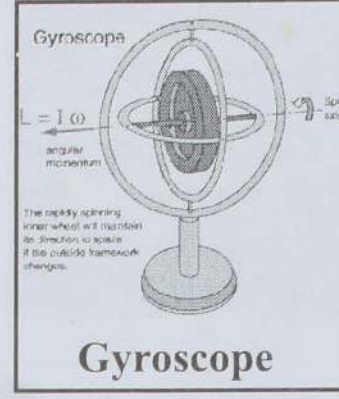 Gyroscope
L = I ω
angular
momentum
The rapidly spinning
inner wheel will maintain
its direction in space
if the outside framework
changes.
Gyroscope